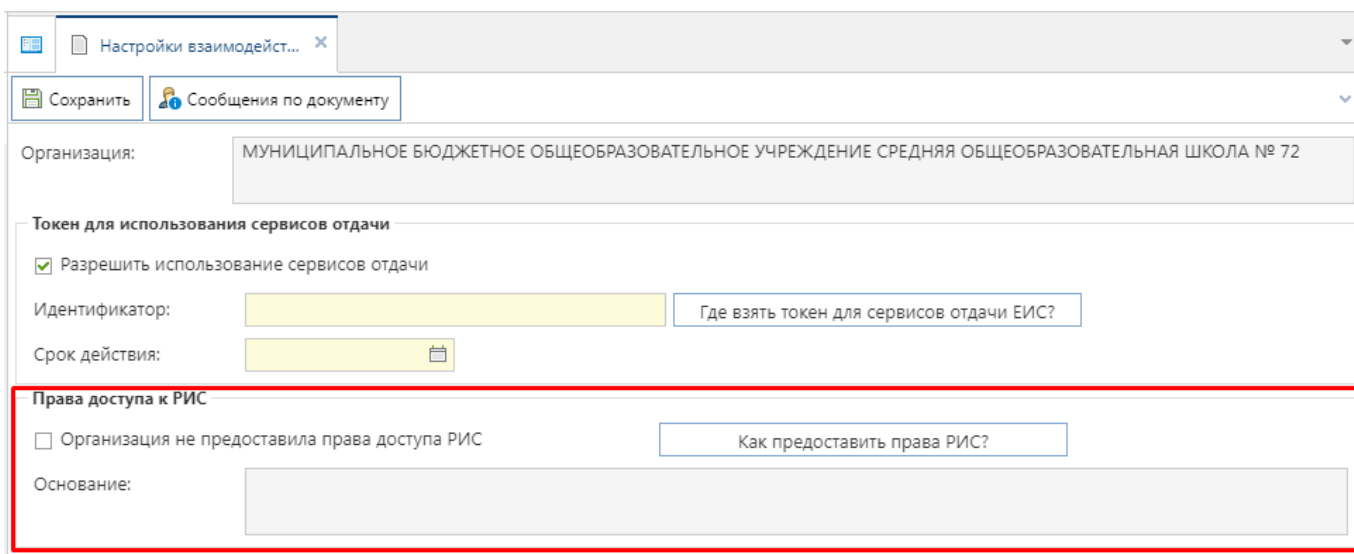 Настройки взаимодейст...
Сохранить Сообщения по документу
Организация: МУНИЦИПАЛЬНОЕ БЮДЖЕТНОЕ ОБЩЕОБРАЗОВАТЕЛЬНОЕ УЧРЕЖДЕНИЕ СРЕДНЯЯ ОБЩЕОБРАЗОВАТЕЛЬНАЯ ШКОЛА № 72
Токен для использования сервисов отдачи
Разрешить использование сервисов отдачи
Идентификатор: Где взять токен для сервисов отдачи ЕИС?
Срок действия:
Права доступа к РИС
Организация не предоставила права доступа РИС Как предоставить права РИС?
Основание: